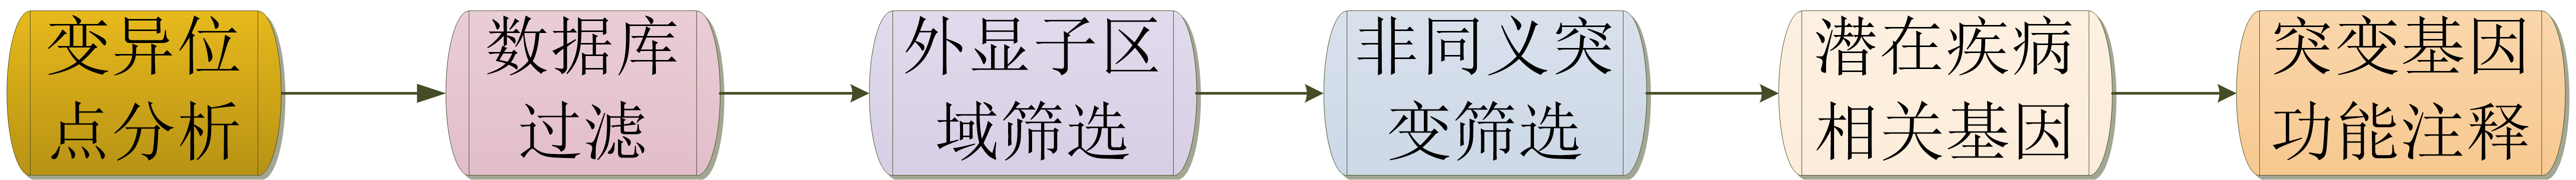 变异位
点分析
数据库
过滤
外显子区
域筛选
非同义突
变筛选
潜在疾病
相关基因
突变基因
功能注释